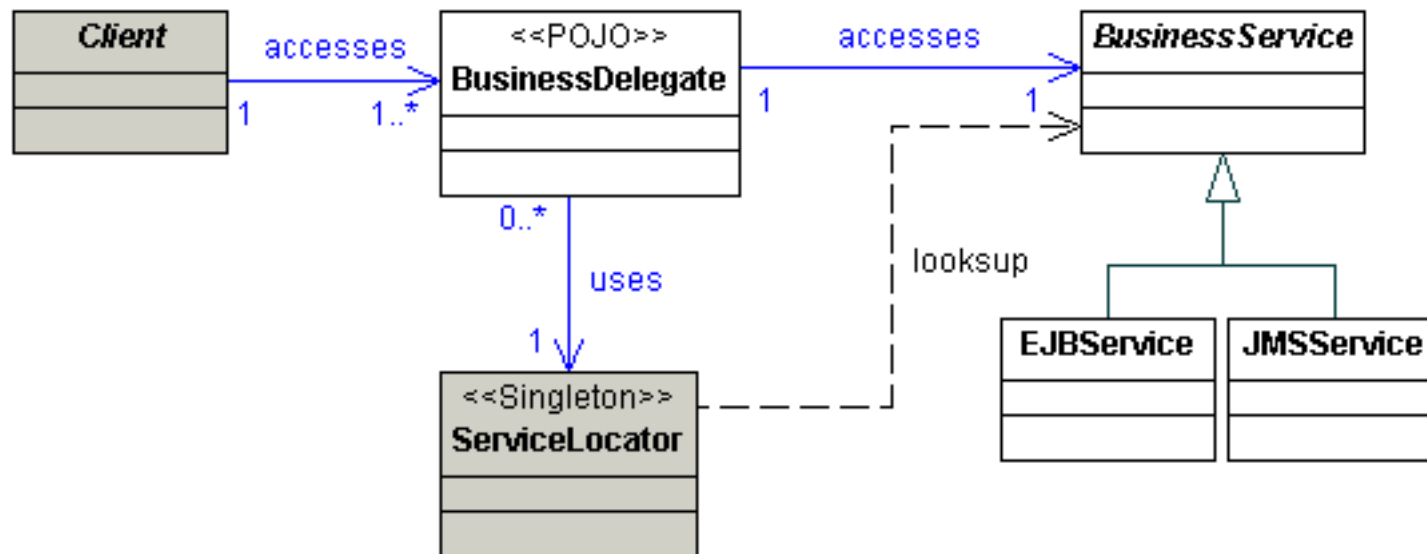 Client
accesses
1
1..*
<<POJO>>
BusinessDelegate
accesses
1
1
BusinessService
0..*
uses
1
looksup
<<Singleton>>
ServiceLocator
EJBService
JMSService